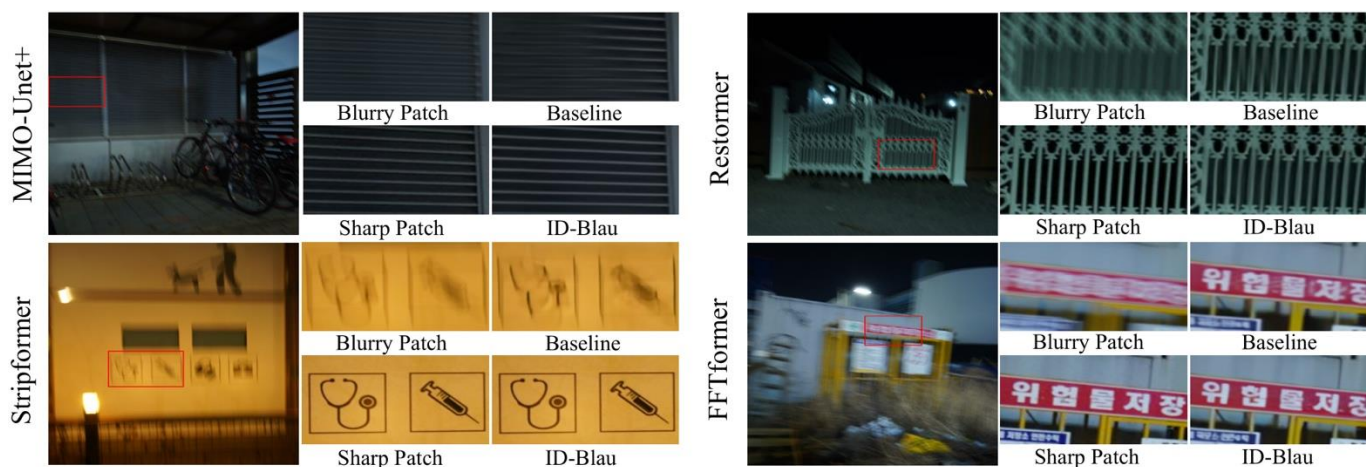 MIMO-Unet+
Blurry Patch
Baseline
Sharp Patch
ID-Blau
Restormer
Blurry Patch
Baseline
Sharp Patch
ID-Blau
Stripformer
Blurry Patch
Baseline
Sharp Patch
ID-Blau
FFTformer
위험물저장
Blurry Patch
Baseline
위험물저장
위험물저장
Sharp Patch
ID-Blau